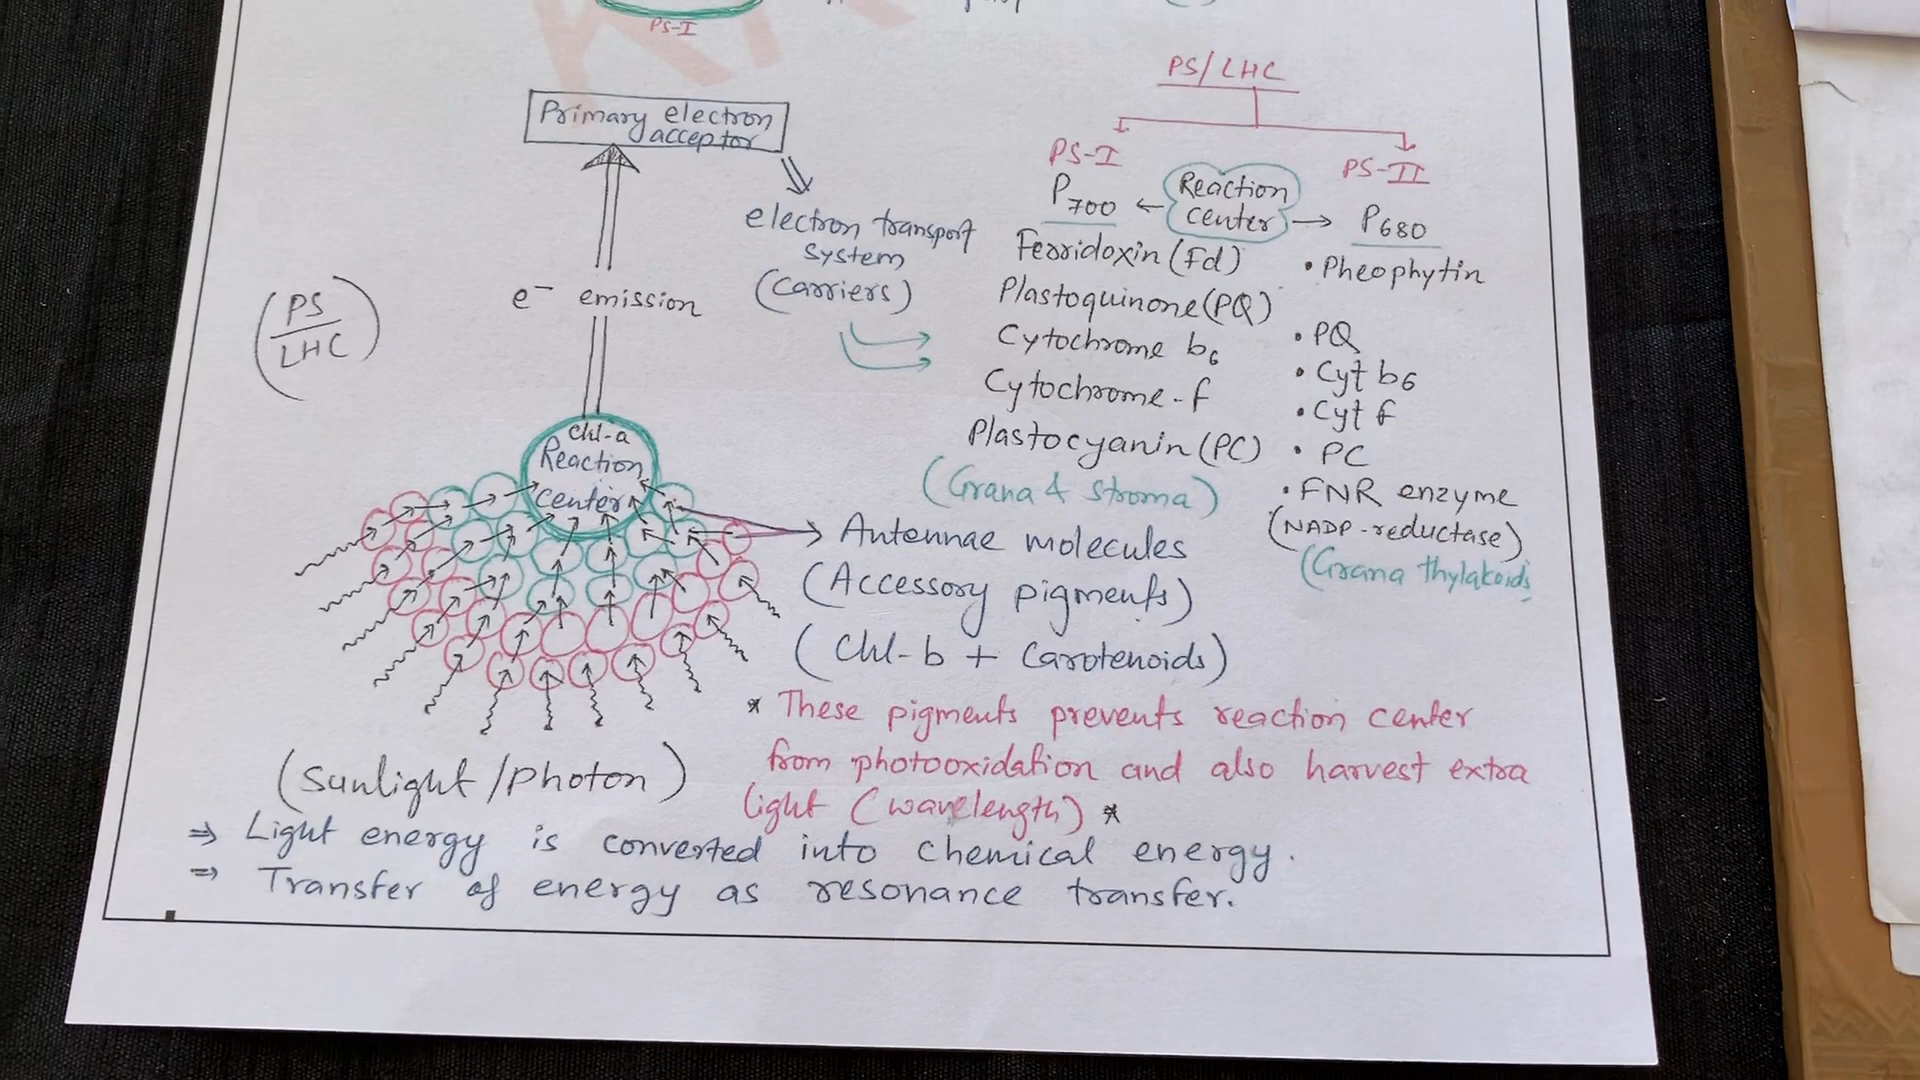 PS-I
Primary electron
acceptor
electron transport
system
(Carriers)
e⁻ emission
(PS/LHC)
Chl-a
Reaction
center
(Sunlight/Photon)
PS/LHC
PS-I
PS-II
P700 ← Reaction center → P680
Ferridoxin (Fd)
Plastoquinone (PQ)
Cytochrome b6
Cytochrome-f
Plastocyanin (PC)
(Grana & stroma)
• Pheophytin
• PQ
• Cyt b6
• Cyt f
• PC
• FNR enzyme
(NADP-reductase)
(Grana thylakoids
Antennae molecules
(Accessory pigments)
(Chl-b + Carotenoids)
* These pigments prevents reaction center
from photooxidation and also harvest extra
light (wavelength) *
⇒ Light energy is converted into chemical energy.
⇒ Transfer of energy as resonance transfer.